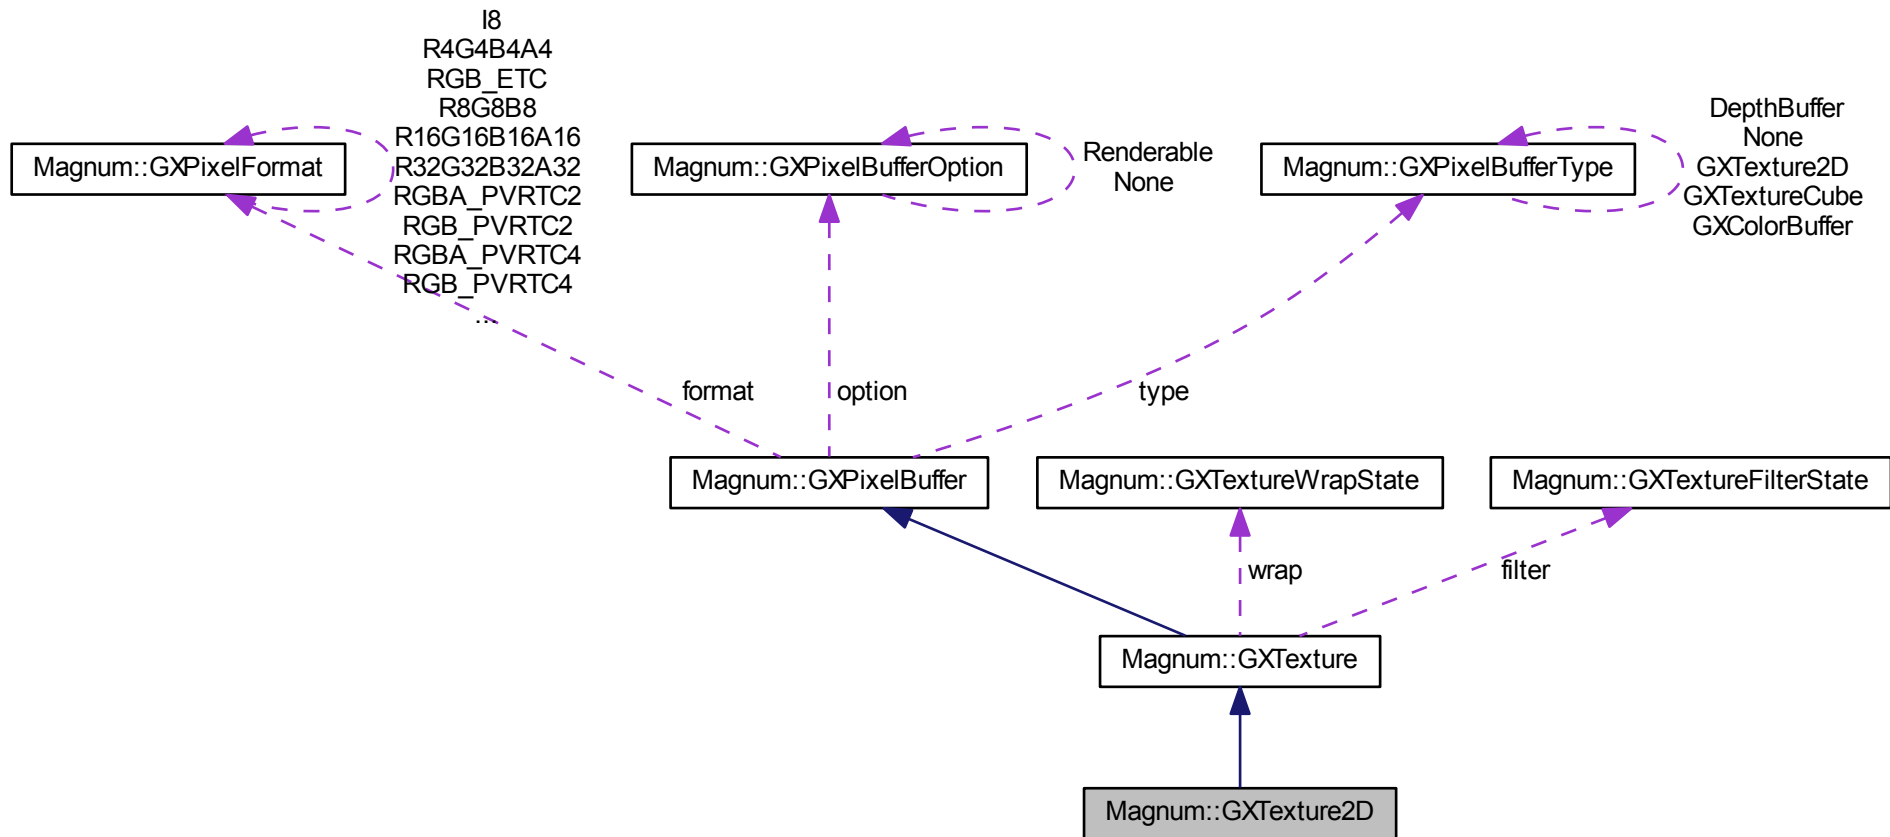 I8
R4G4B4A4
RGB_ETC
R8G8B8
R16G16B16A16
R32G32B32A32
RGBA_PVRTC2
RGB_PVRTC2
RGBA_PVRTC4
RGB_PVRTC4
...
Magnum::GXPixelFormat
Magnum::GXPixelBufferOption
Renderable
None
Magnum::GXPixelBufferType
DepthBuffer
None
GXTexture2D
GXTextureCube
GXColorBuffer
format
option
type
Magnum::GXPixelBuffer
Magnum::GXTextureWrapState
Magnum::GXTextureFilterState
wrap
filter
Magnum::GXTexture
Magnum::GXTexture2D